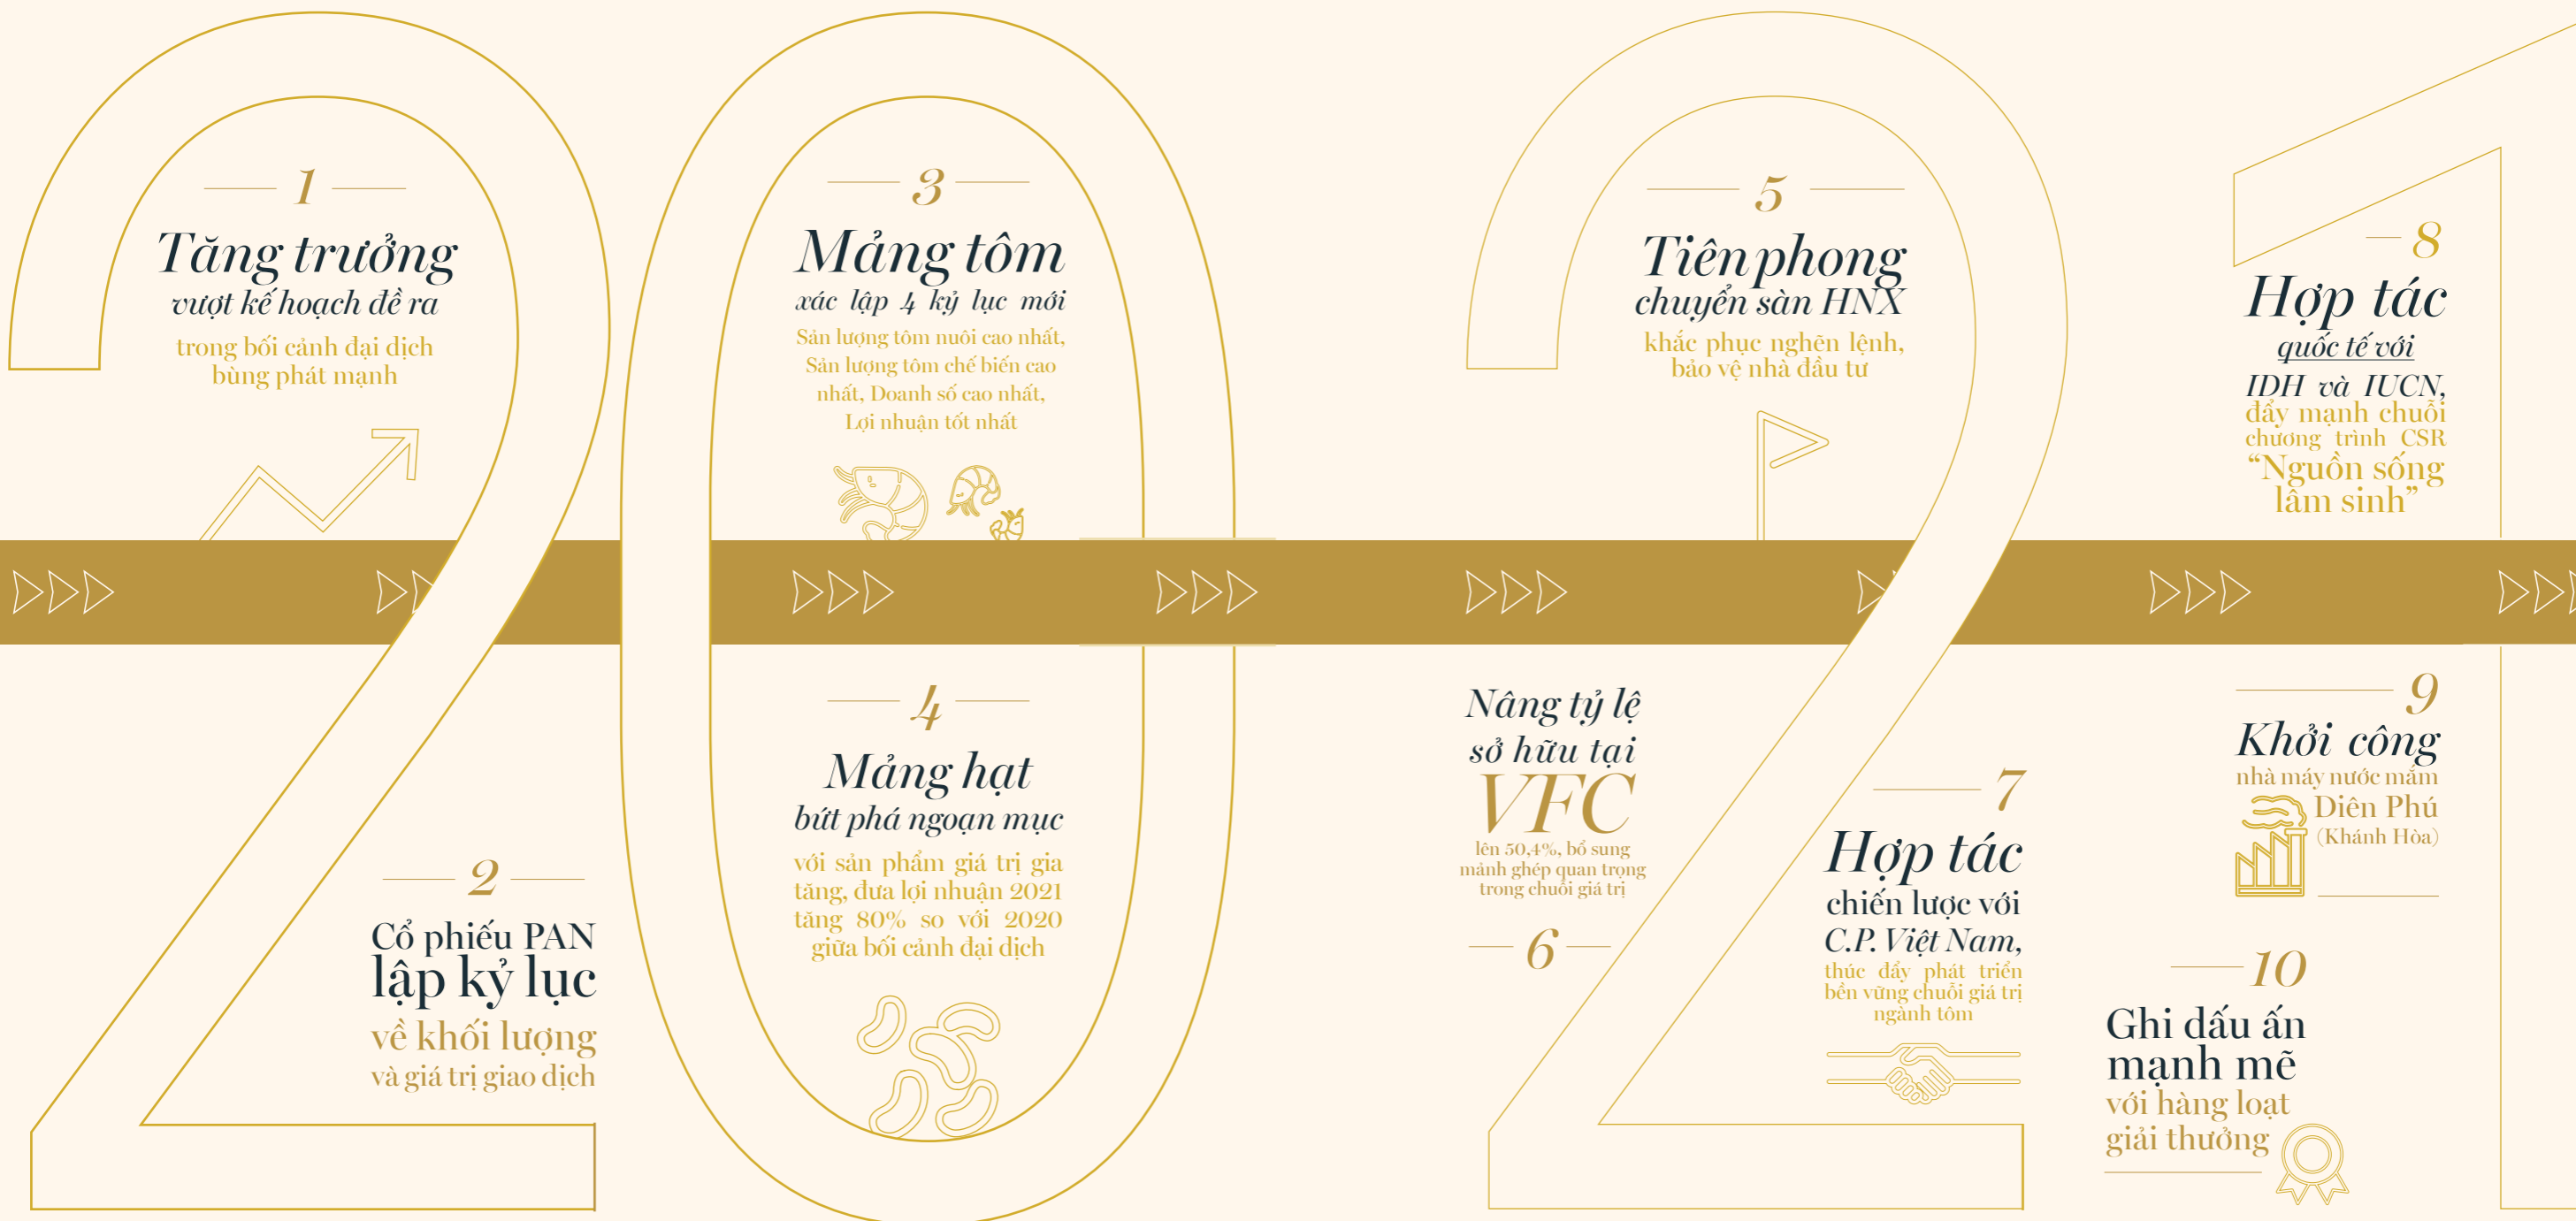 1
Tăng trưởng
vượt kế hoạch đề ra
trong bối cảnh đại dịch
bùng phát mạnh
2
Cổ phiếu PAN
lập kỷ lục
về khối lượng
và giá trị giao dịch
3
Mảng tôm
xác lập 4 kỷ lục mới
Sản lượng tôm nuôi cao nhất,
Sản lượng tôm chế biến cao
nhất, Doanh số cao nhất,
Lợi nhuận tốt nhất
4
Mảng hạt
bứt phá ngoạn mục
với sản phẩm giá trị gia
tăng, đưa lợi nhuận 2021
tăng 80% so với 2020
giữa bối cảnh đại dịch
5
Tiên phong
chuyển sàn HNX
khắc phục nghẽn lệnh,
bảo vệ nhà đầu tư
Nâng tỷ lệ
sở hữu tại
VFC
lên 50,4%, bổ sung
mảnh ghép quan trọng
trong chuỗi giá trị
6
7
Hợp tác
chiến lược với
C.P. Việt Nam,
thúc đẩy phát triển
bền vững chuỗi giá trị
ngành tôm
8
Hợp tác
quốc tế với
IDH và IUCN,
đẩy mạnh chuỗi
chương trình CSR
“Nguồn sống
lâm sinh”
9
Khởi công
nhà máy nước mắm
Diên Phú
(Khánh Hòa)
10
Ghi dấu ấn
mạnh mẽ
với hàng loạt
giải thưởng
2021